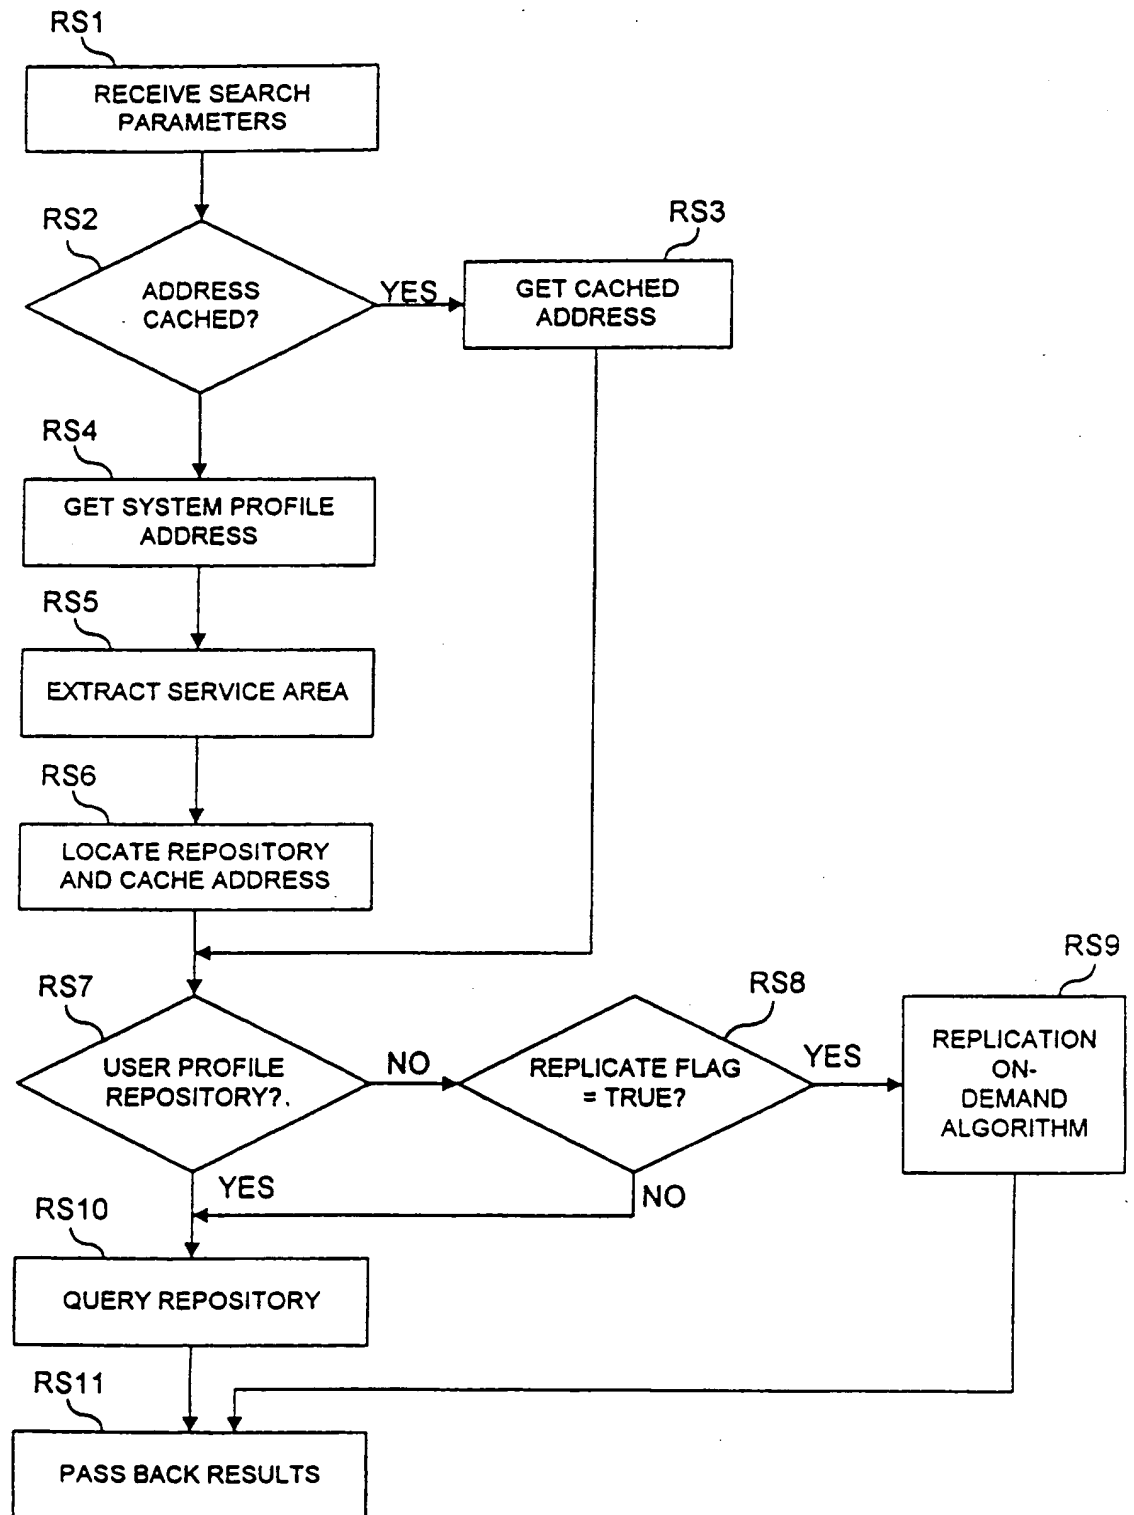 RS1
RECEIVE SEARCH
PARAMETERS
RS2
ADDRESS
CACHED?
YES
RS3
GET CACHED
ADDRESS
RS4
GET SYSTEM PROFILE
ADDRESS
RS5
EXTRACT SERVICE AREA
RS6
LOCATE REPOSITORY
AND CACHE ADDRESS
RS7
USER PROFILE
REPOSITORY?.
NO
RS8
REPLICATE FLAG
= TRUE?
YES
RS9
REPLICATION
ON-
DEMAND
ALGORITHM
YES
NO
RS10
QUERY REPOSITORY
RS11
PASS BACK RESULTS